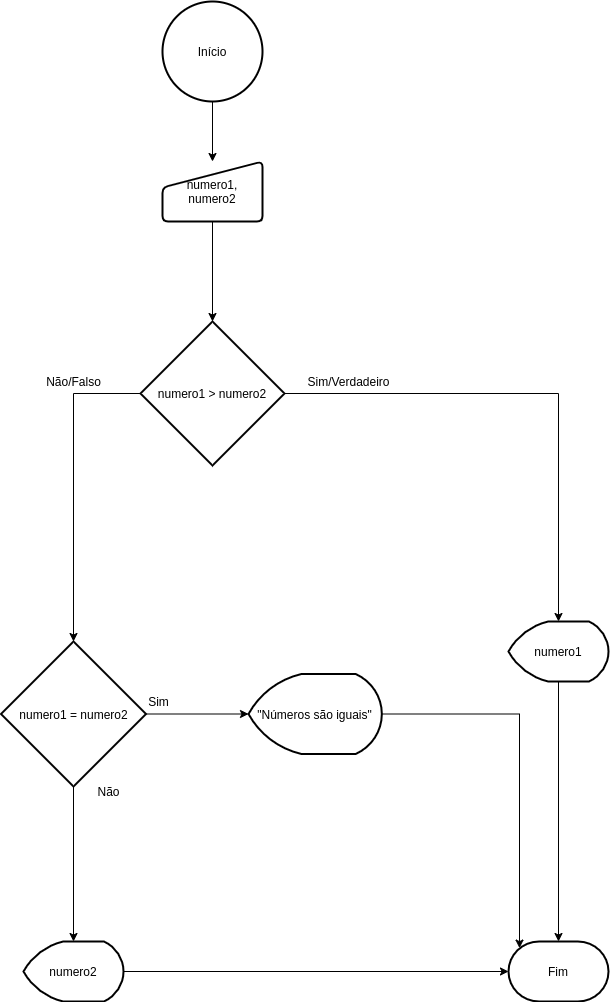 Início
numero1,
numero2
Não/Falso
numero1 > numero2
Sim/Verdadeiro
numero1
numero1 = numero2
Sim
"Números são iguais"
Não
numero2
Fim